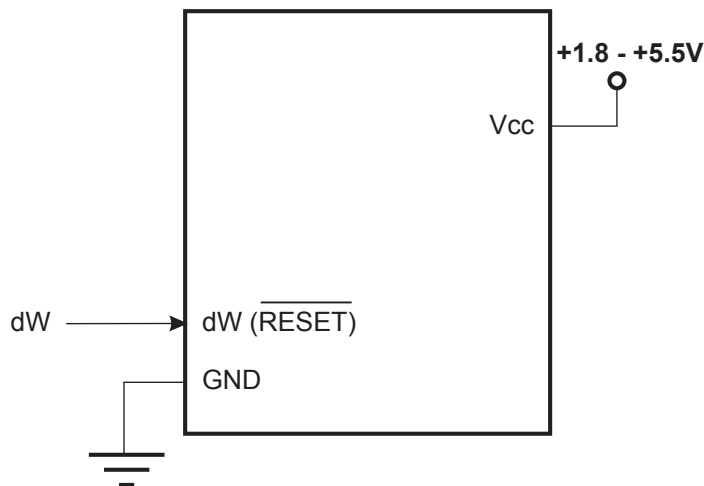 +1.8 - +5.5V
Vcc
dW
dW (RESET)
GND